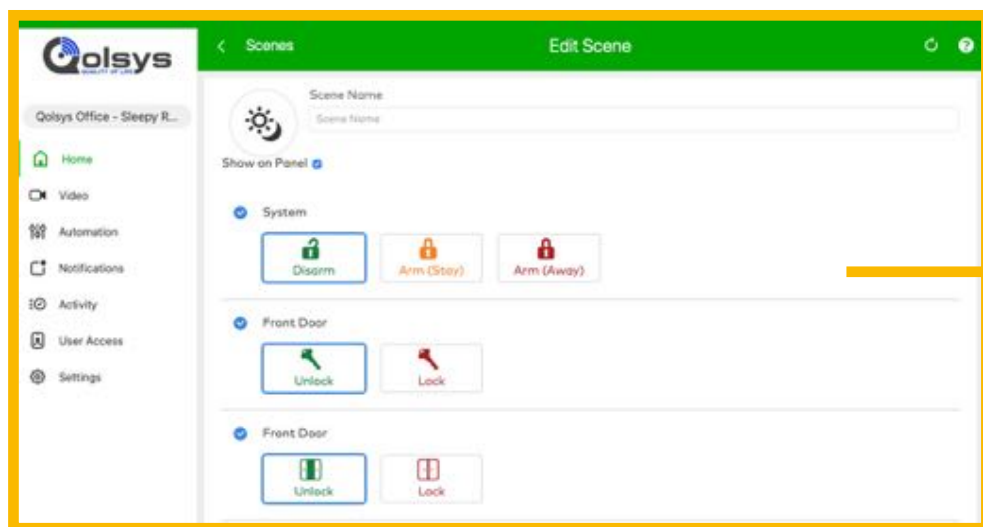 Qolsys
QUALITY OF LIFE
Scenes
Edit Scene
Qolsys Office - Sleepy R...
Scene Name
Scene Name
Show on Panel
Home
Video
Automation
Notifications
Activity
User Access
Settings
System
Disarm
Arm (Stay)
Arm (Away)
Front Door
Unlock
Lock
Front Door
Unlock
Lock